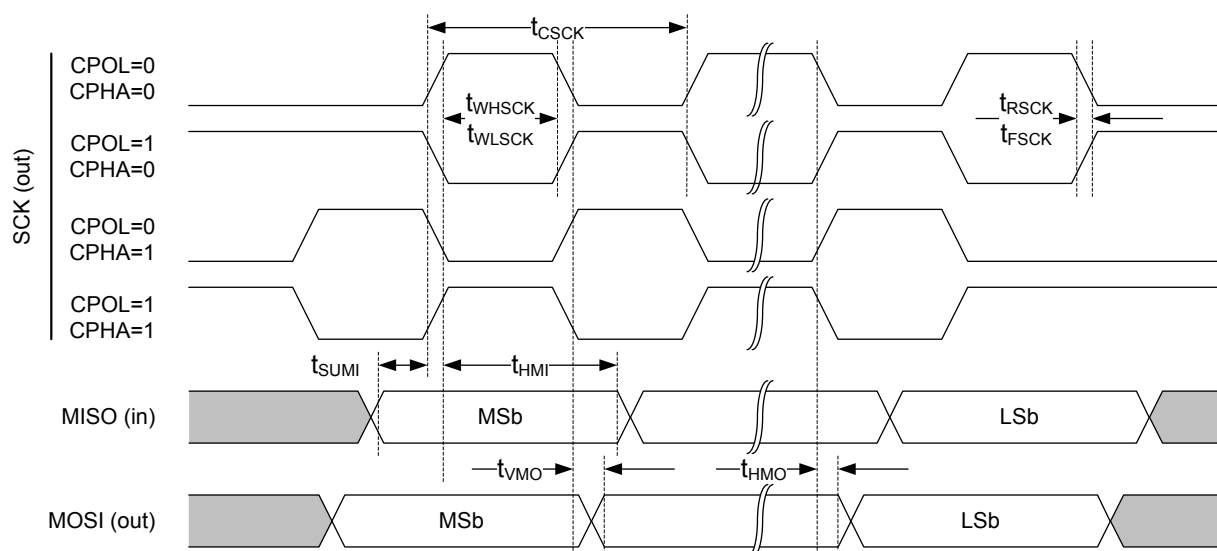 tCSCK
CPOL=0
CPHA=0
tWHSCK
tWLSCK
tRSCK
tFSCK
CPOL=1
CPHA=0
SCK (out)
CPOL=0
CPHA=1
CPOL=1
CPHA=1
tSUMI
tHMI
MISO (in)
MSb
LSb
tVMO
tHMO
MOSI (out)
MSb
LSb